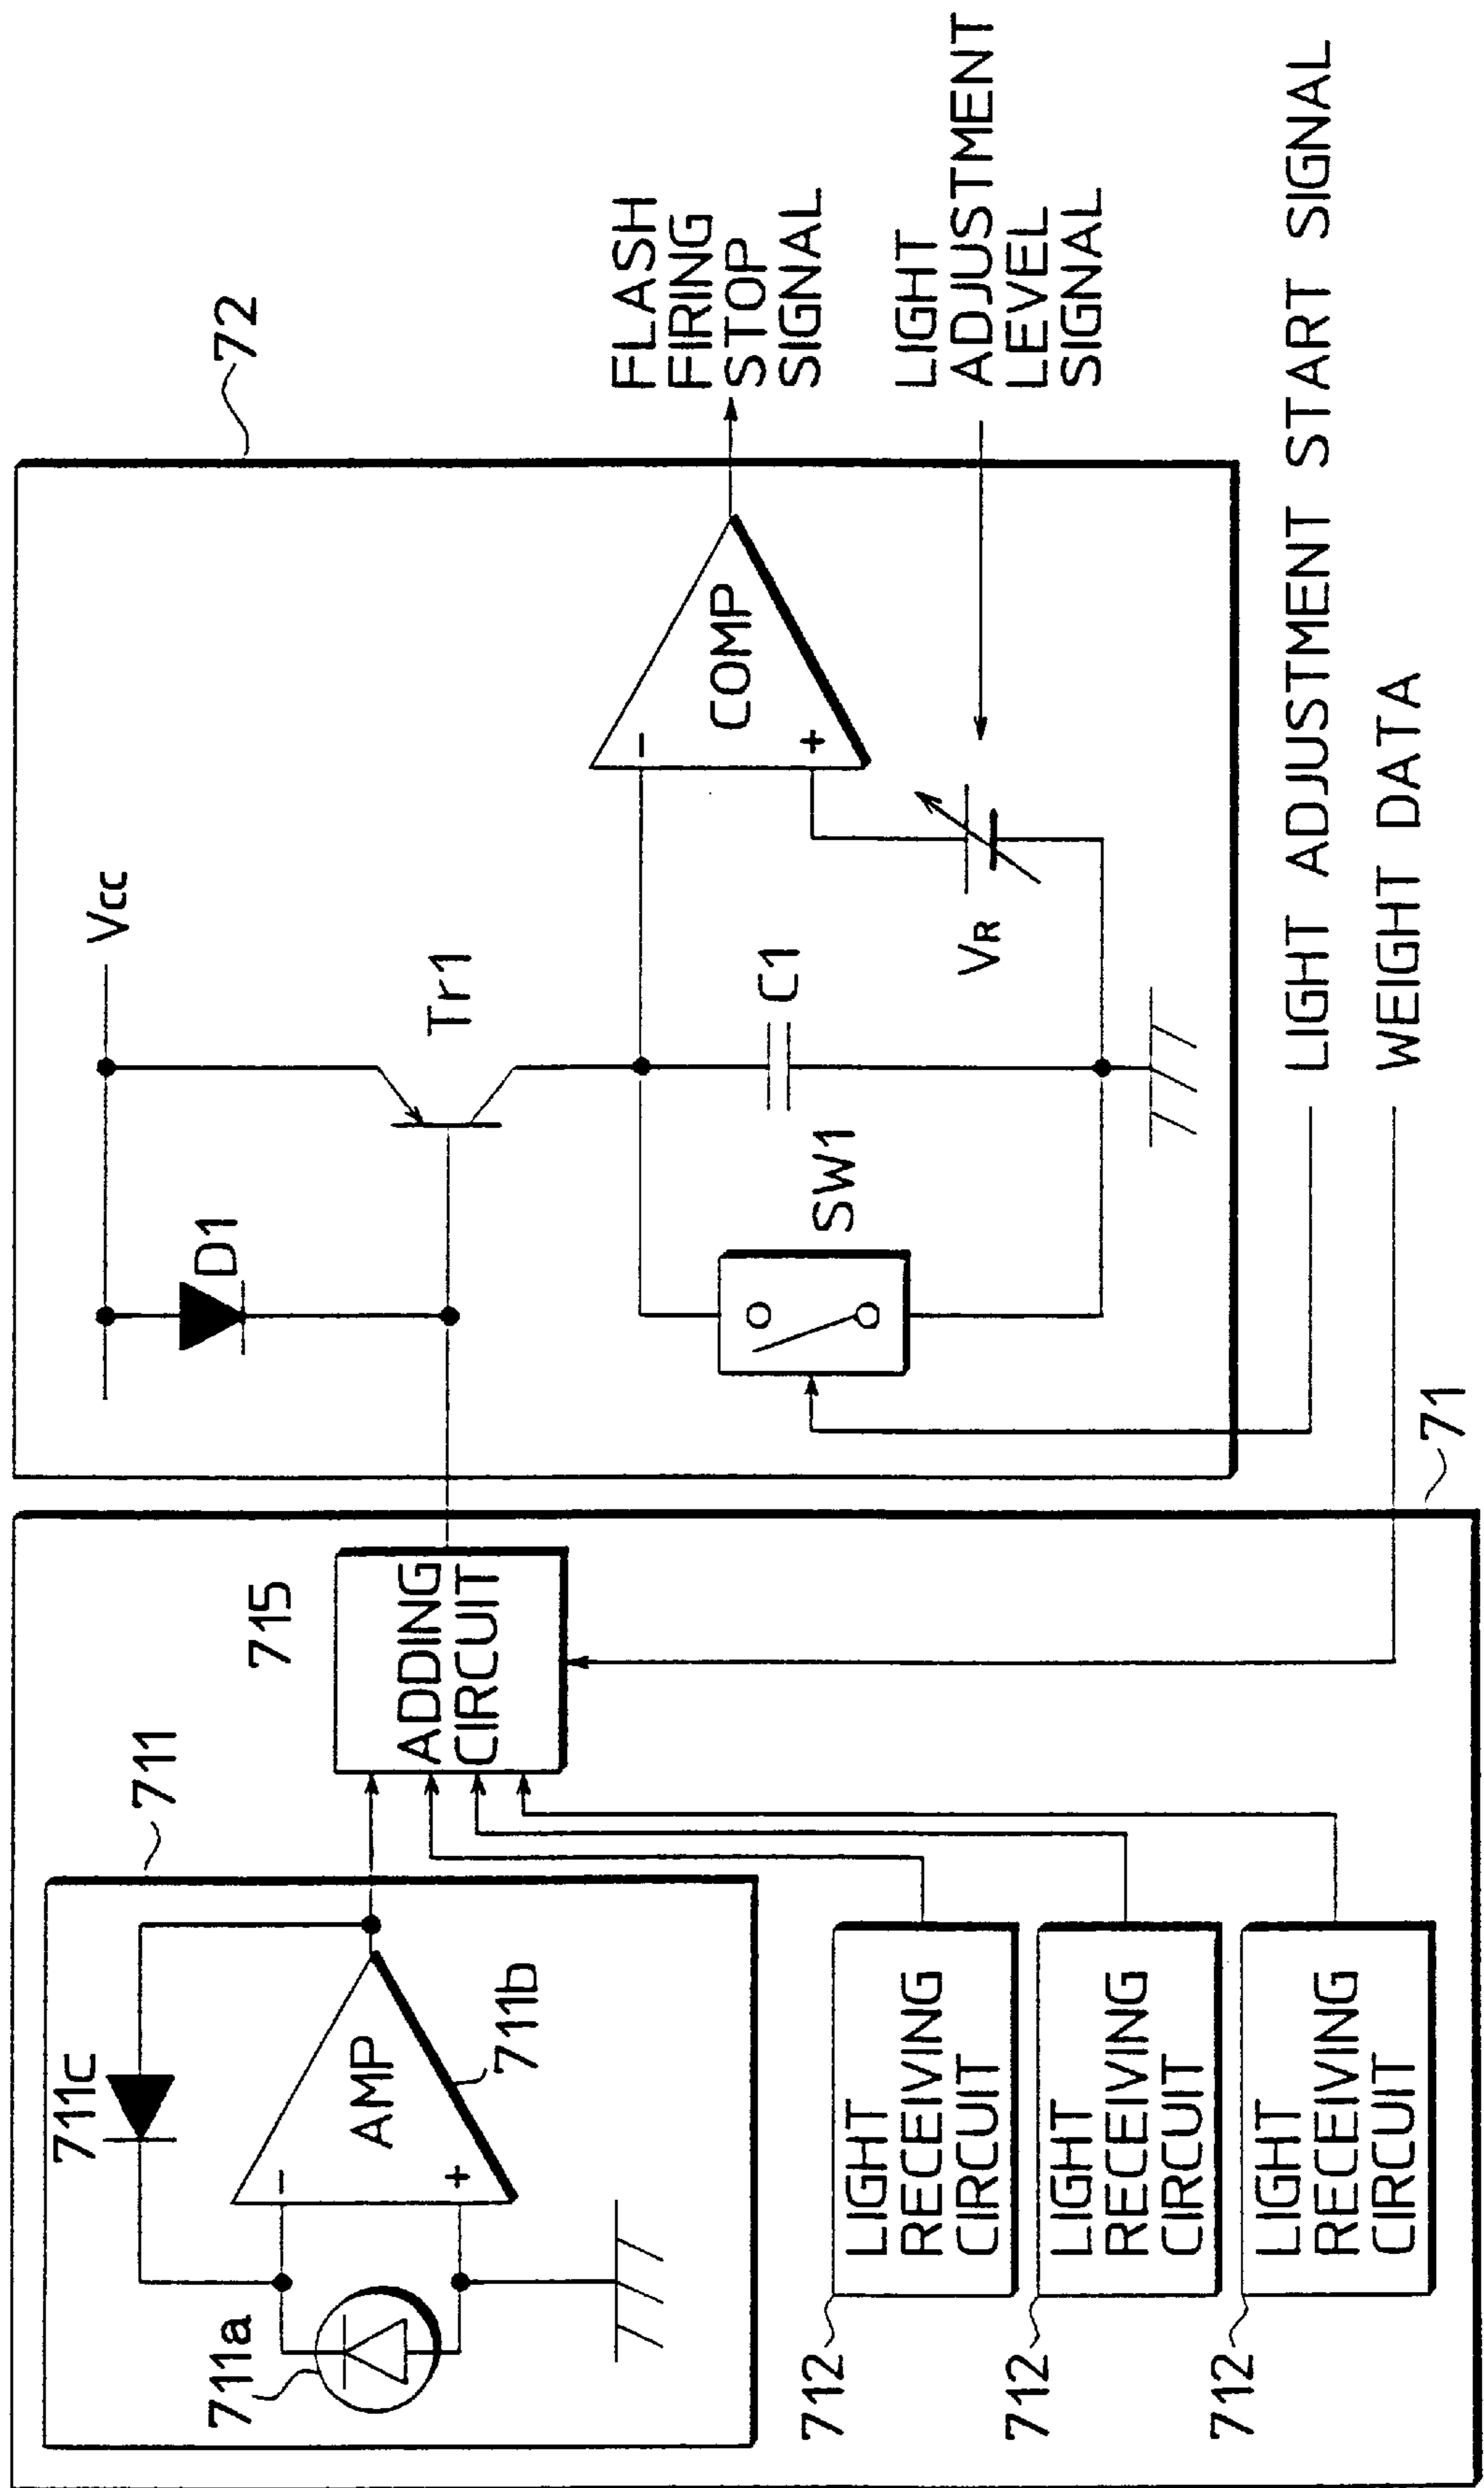 72
Vcc
D1
Tr1
SW1
C1
VR
-
+
COMP
FLASH
FIRING
STOP
SIGNAL
LIGHT
ADJUSTMENT
LEVEL
SIGNAL
LIGHT ADJUSTMENT START SIGNAL
WEIGHT DATA
71
711
715
ADDING
CIRCUIT
711c
711a
-
+
AMP
711b
712
LIGHT
RECEIVING
CIRCUIT
712
LIGHT
RECEIVING
CIRCUIT
712
LIGHT
RECEIVING
CIRCUIT